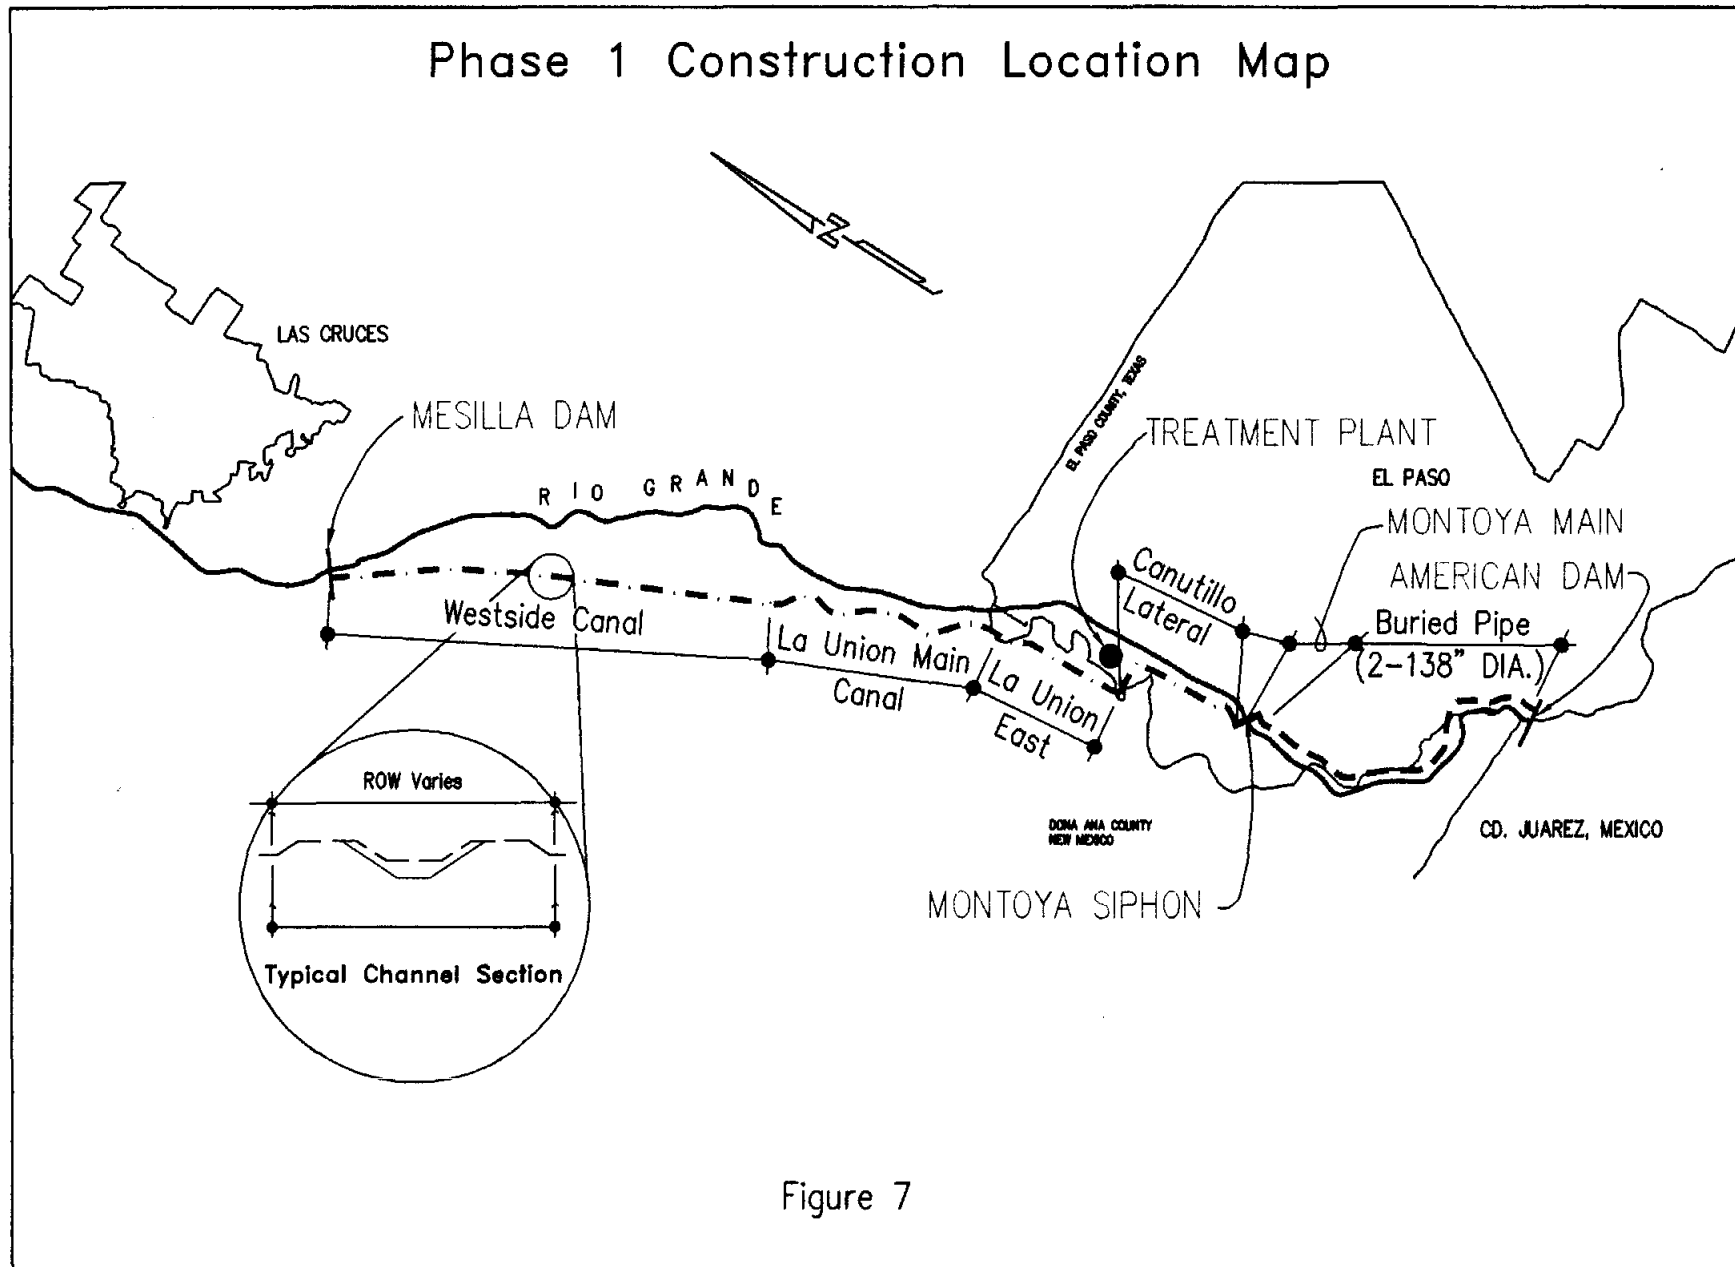 Phase 1 Construction Location Map
N
LAS CRUCES
MESILLA DAM
RIO GRANDE
EL PASO COUNTY, TEXAS
TREATMENT PLANT
EL PASO
MONTOYA MAIN
AMERICAN DAM
Canutillo
Lateral
Buried Pipe
(2-138" DIA.)
Westside Canal
La Union Main
Canal
La Union
East
ROW Varies
Typical Channel Section
DONA ANA COUNTY
NEW MEXICO
CD. JUAREZ, MEXICO
MONTOYA SIPHON
Figure 7